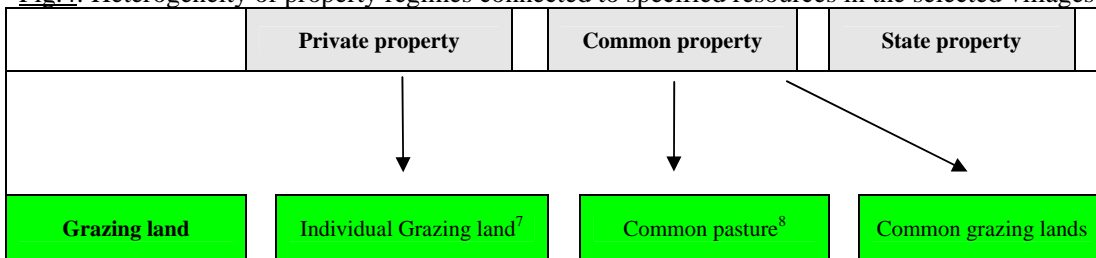 Fig.4. Heterogeneity of property regimes connected to specified resources in the selected villages
Private property Common property State property
Grazing land Individual Grazing land7 Common pasture8 Common grazing lands